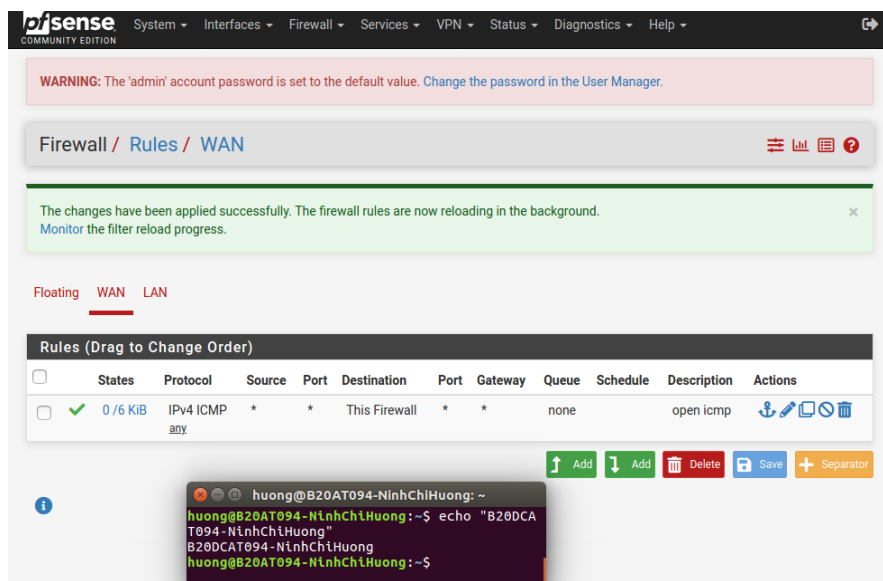 pfsense System Interfaces Firewall Services VPN Status Diagnostics Help
COMMUNITY EDITION
WARNING: The 'admin' account password is set to the default value. Change the password in the User Manager.
Firewall / Rules / WAN
The changes have been applied successfully. The firewall rules are now reloading in the background.
Monitor the filter reload progress.
Floating WAN LAN
Rules (Drag to Change Order)
States Protocol Source Port Destination Port Gateway Queue Schedule Description Actions
0 /6 KiB IPv4 ICMP * * This Firewall * * none open icmp
any
Add Add Delete Save Separator
huong@B20AT094-NinhChiHuong: ~
huong@B20AT094-NinhChiHuong:~$ echo "B20DCA
T094-NinhChiHuong"
B20DCAT094-NinhChiHuong
huong@B20AT094-NinhChiHuong:~$